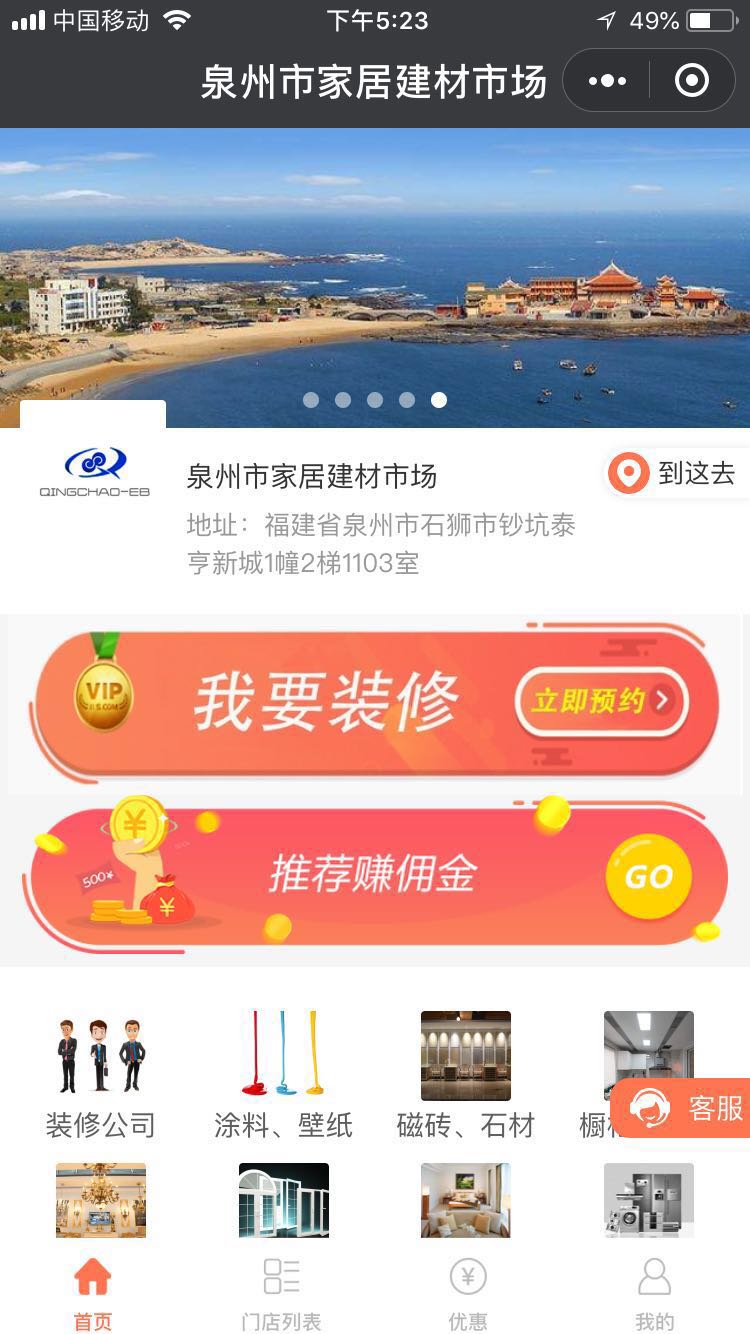 中国移动
下午5:23
49%
泉州市家居建材市场
QINGCHAO-EB
泉州市家居建材市场
到这去
地址：福建省泉州市石狮市钞坑泰
亨新城1幢2梯1103室
VIP
我要装修
立即预约
¥
500¥
¥
推荐赚佣金
GO
装修公司
涂料、壁纸
磁砖、石材
橱
客服
首页
门店列表
¥
优惠
我的